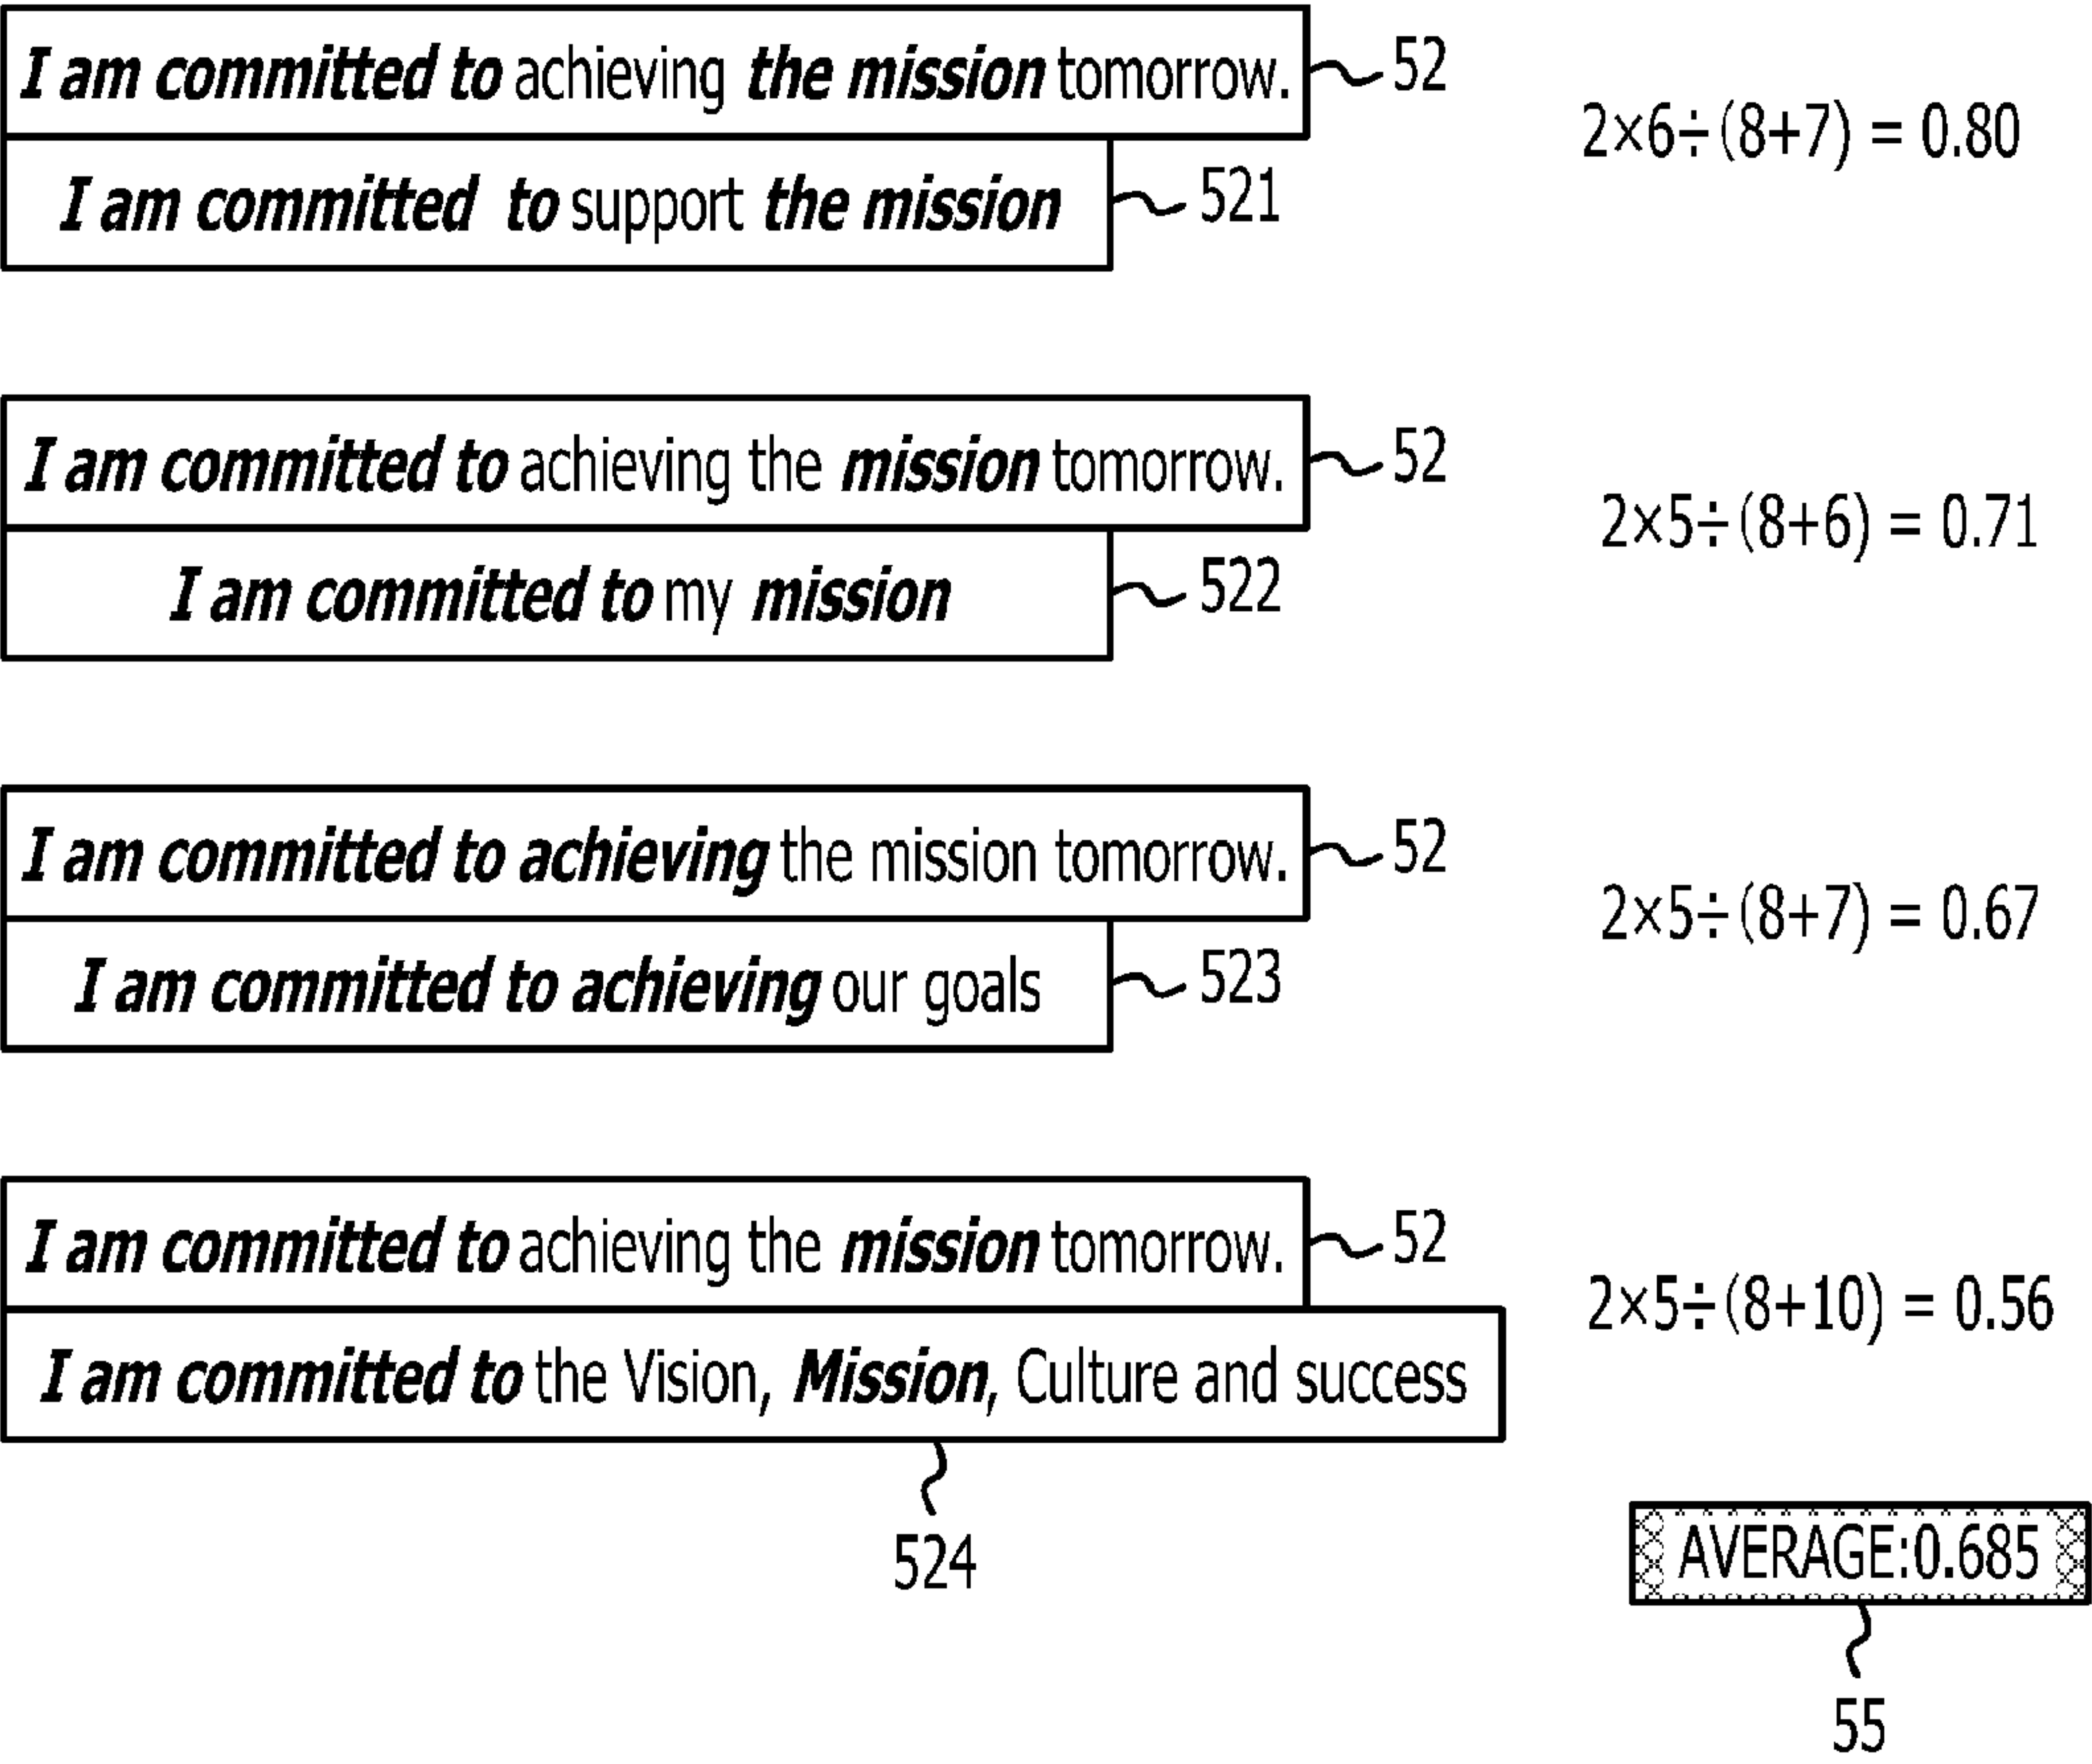 I am committed to achieving the mission tomorrow. 52
2×6÷(8+7) = 0.80
I am committed to support the mission 521
I am committed to achieving the mission tomorrow. 52
2×5÷(8+6) = 0.71
I am committed to my mission 522
I am committed to achieving the mission tomorrow. 52
2×5÷(8+7) = 0.67
I am committed to achieving our goals 523
I am committed to achieving the mission tomorrow. 52
2×5÷(8+10) = 0.56
I am committed to the Vision, Mission, Culture and success
524
AVERAGE:0.685
55